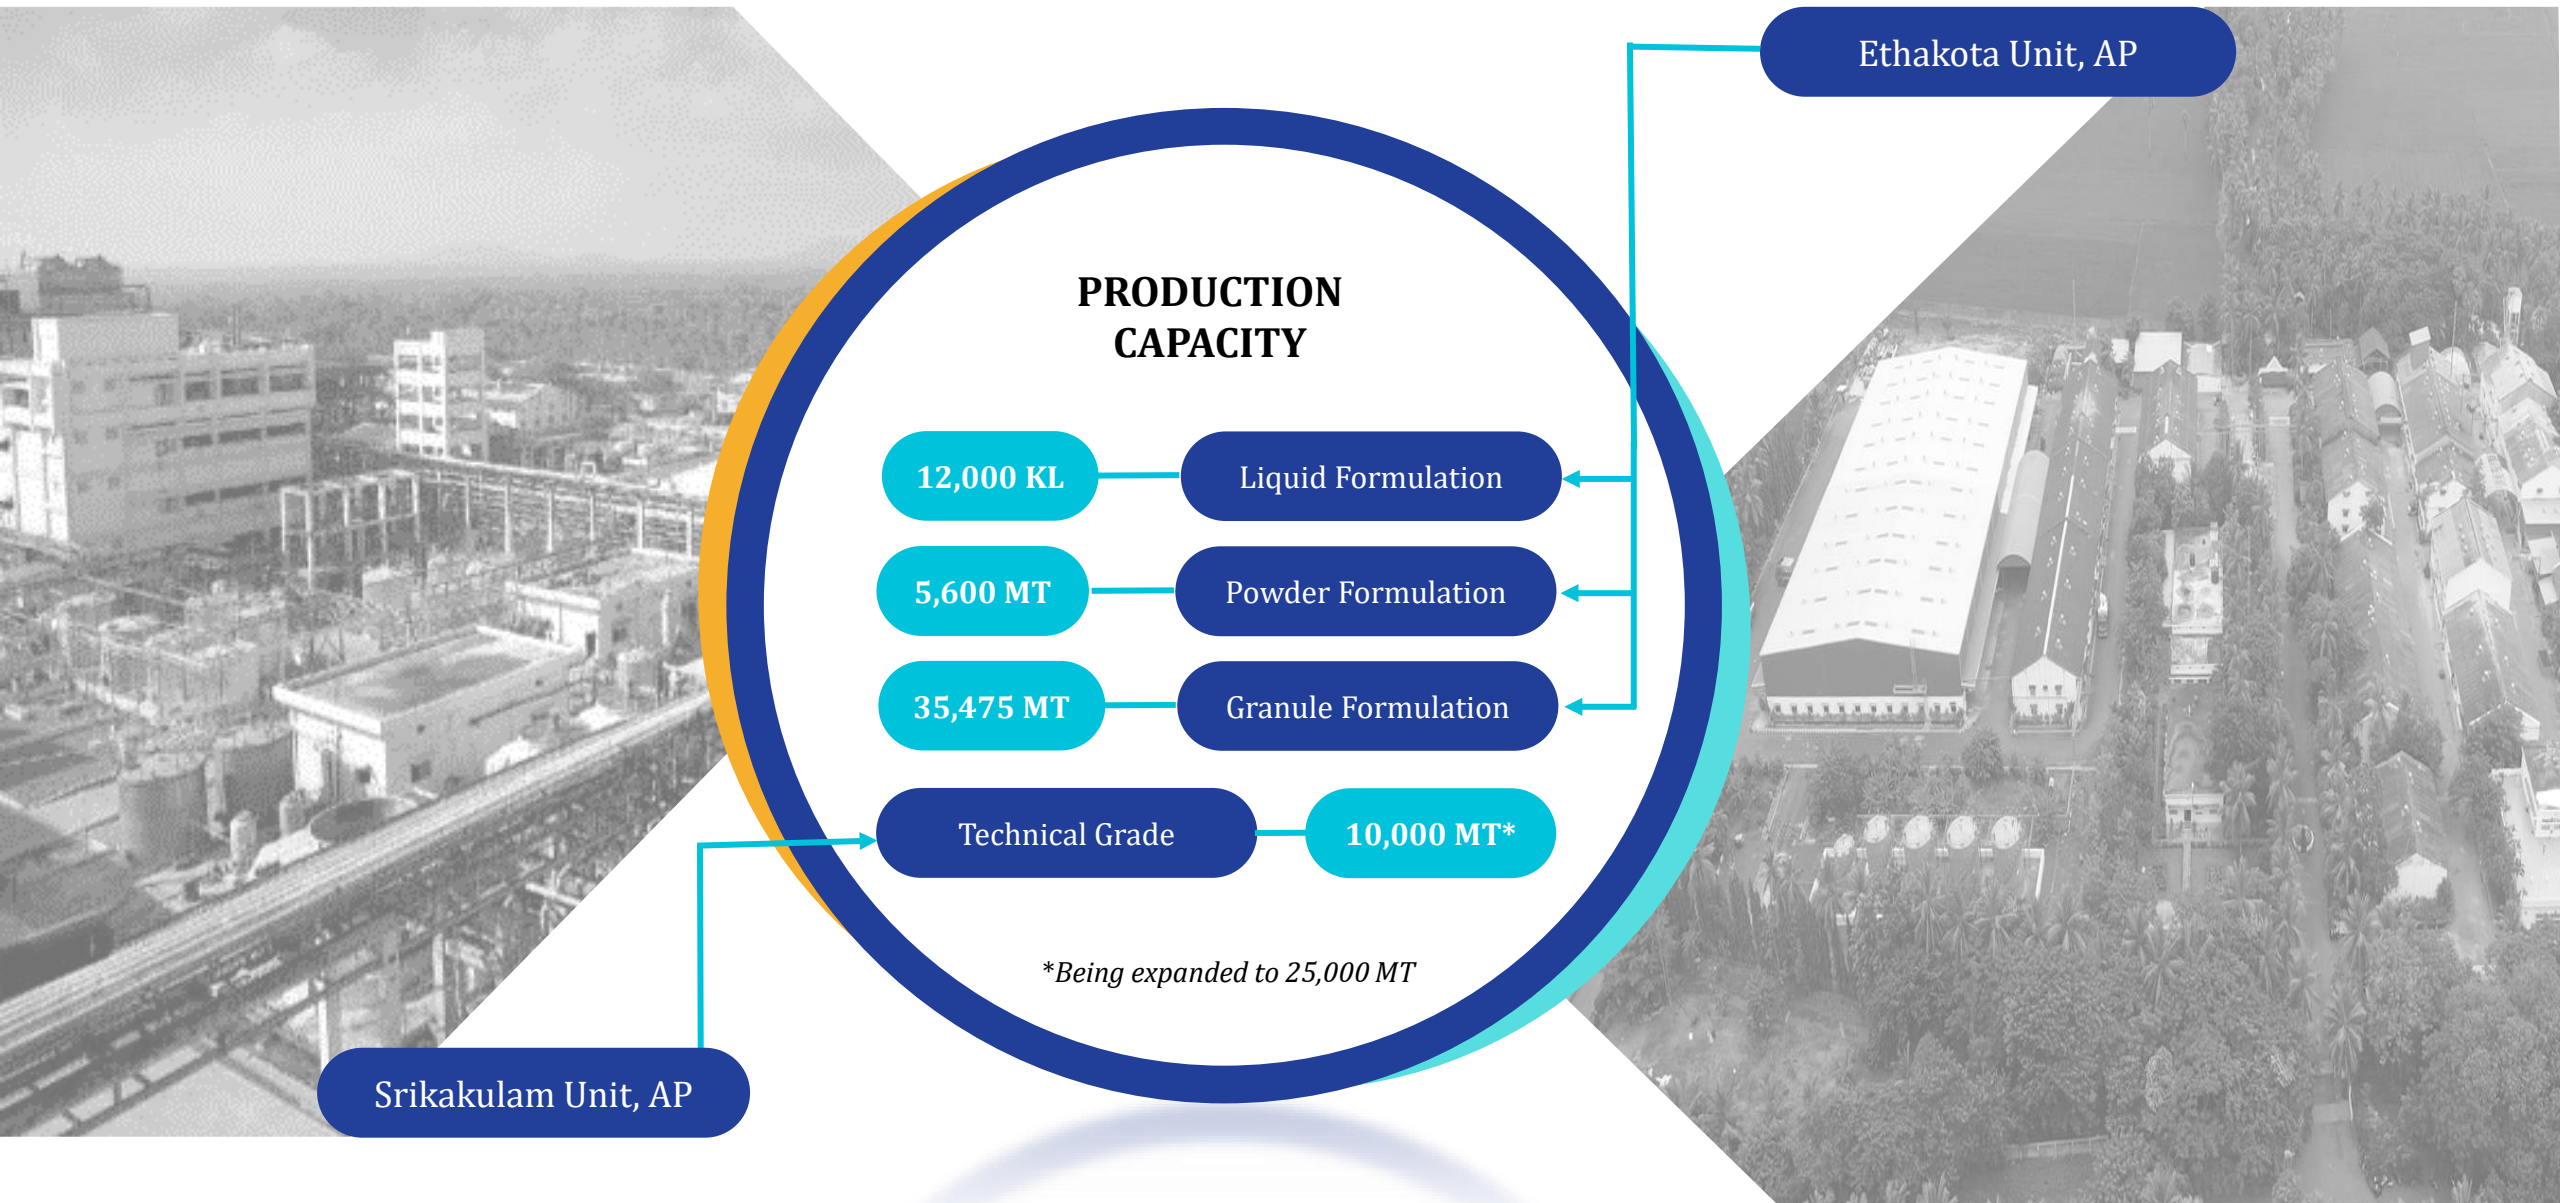 Ethakota Unit, AP
PRODUCTION
CAPACITY
12,000 KL Liquid Formulation
5,600 MT Powder Formulation
35,475 MT Granule Formulation
Technical Grade 10,000 MT*
*Being expanded to 25,000 MT
Srikakulam Unit, AP